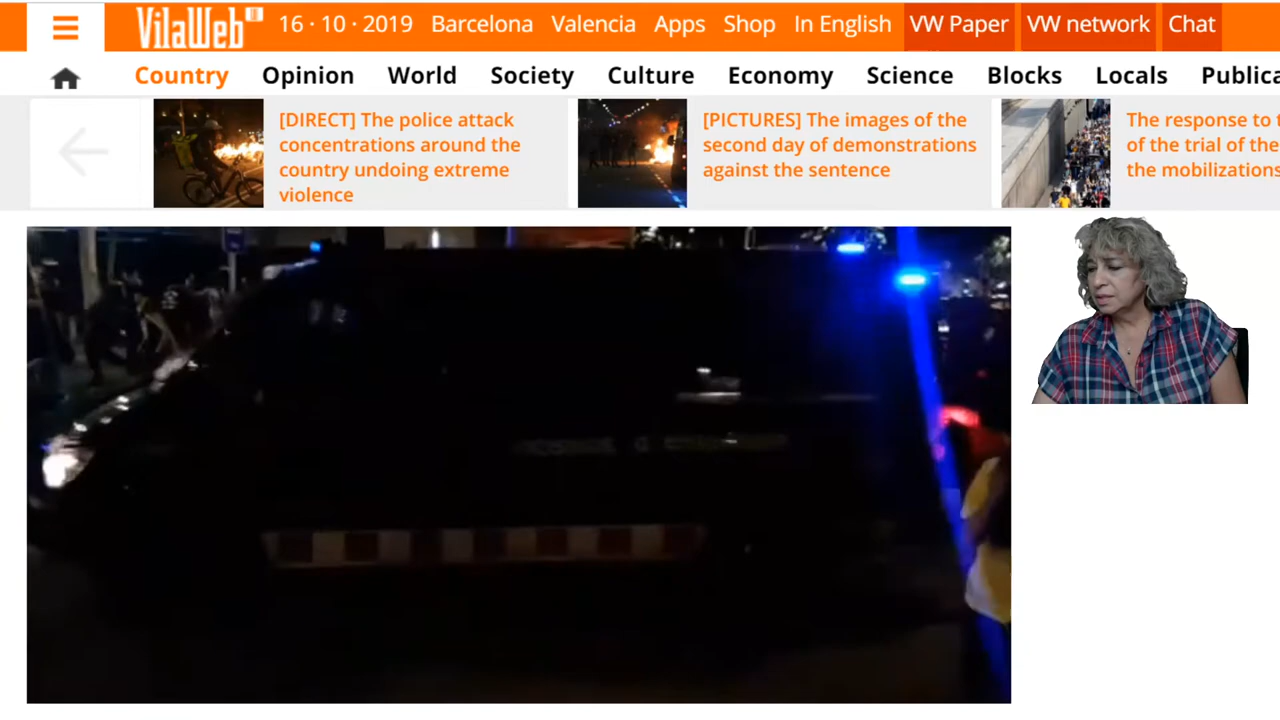 VilaWeb
16 · 10 · 2019 Barcelona Valencia Apps Shop In English VW Paper VW network Chat
Country Opinion World Society Culture Economy Science Blocks Locals Publica
[DIRECT] The police attack
concentrations around the
country undoing extreme
violence
[PICTURES] The images of the
second day of demonstrations
against the sentence
The response to t
of the trial of the
the mobilizations